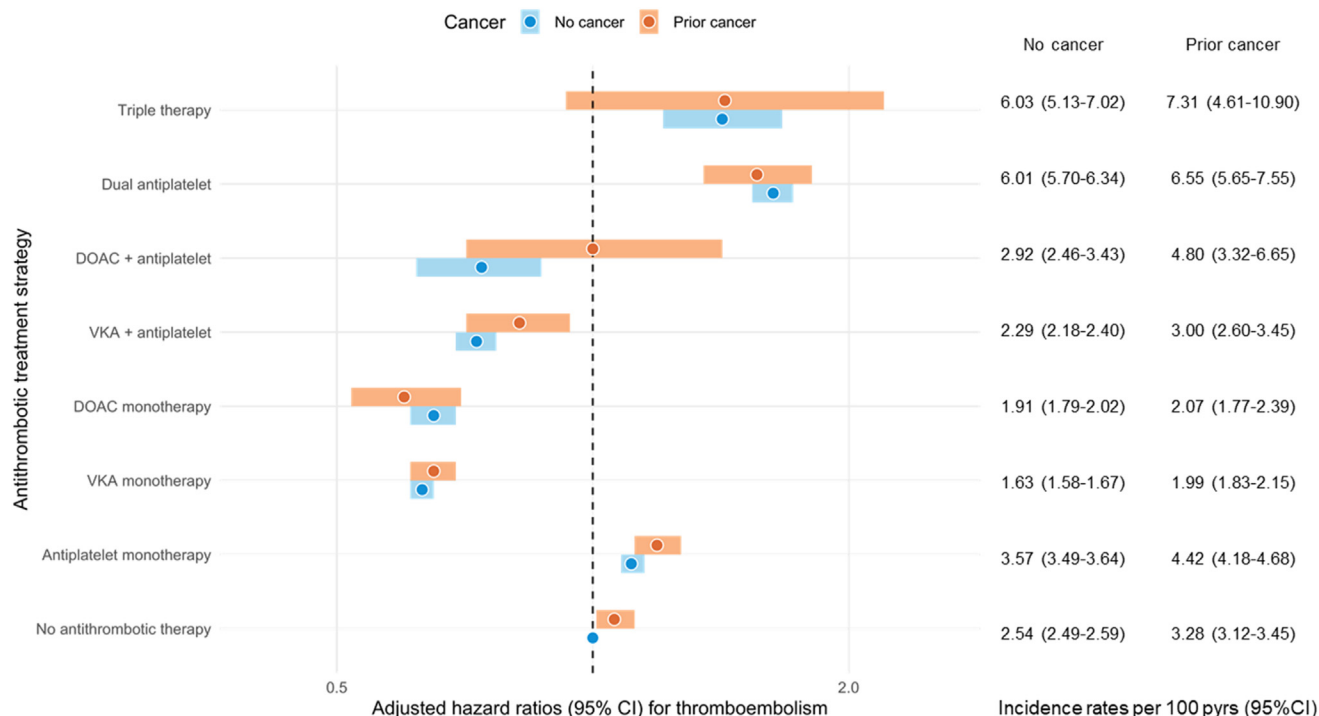 Cancer No cancer Prior cancer
No cancer Prior cancer
Triple therapy 6.03 (5.13-7.02) 7.31 (4.61-10.90)
Dual antiplatelet 6.01 (5.70-6.34) 6.55 (5.65-7.55)
DOAC + antiplatelet 2.92 (2.46-3.43) 4.80 (3.32-6.65)
VKA + antiplatelet 2.29 (2.18-2.40) 3.00 (2.60-3.45)
DOAC monotherapy 1.91 (1.79-2.02) 2.07 (1.77-2.39)
VKA monotherapy 1.63 (1.58-1.67) 1.99 (1.83-2.15)
Antiplatelet monotherapy 3.57 (3.49-3.64) 4.42 (4.18-4.68)
No antithrombotic therapy 2.54 (2.49-2.59) 3.28 (3.12-3.45)
Antithrombotic treatment strategy
0.5 2.0
Adjusted hazard ratios (95% CI) for thromboembolism Incidence rates per 100 pyrs (95%CI)